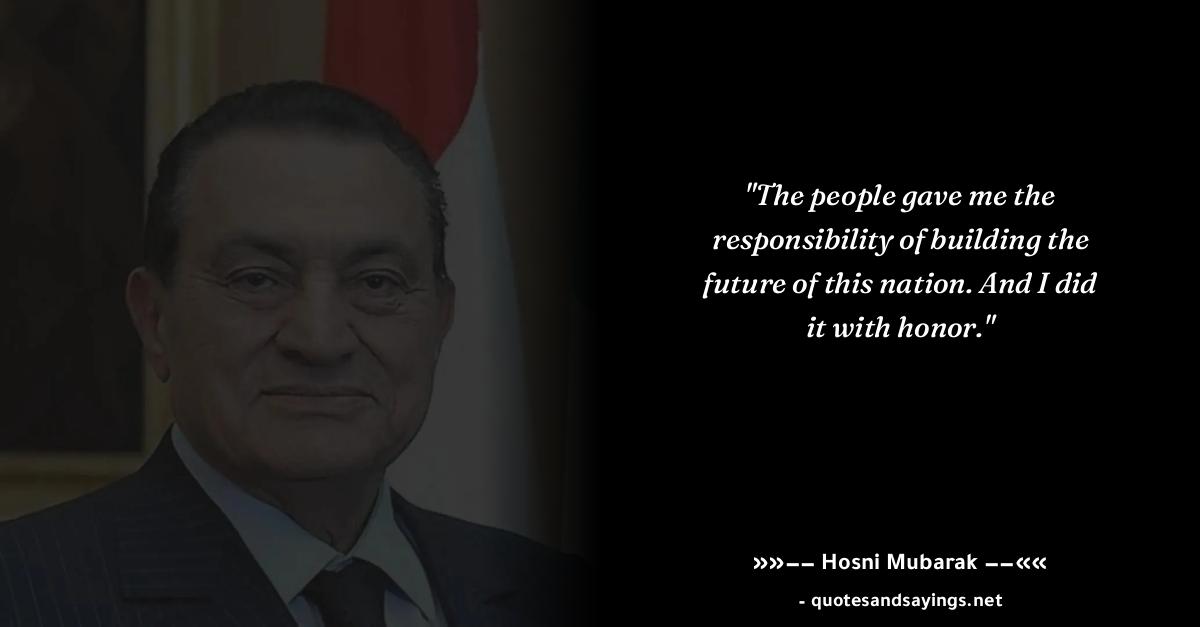 "The people gave me the
responsibility of building the
future of this nation. And I did
it with honor."
»»–– Hosni Mubarak ––««
- quotesandsayings.net